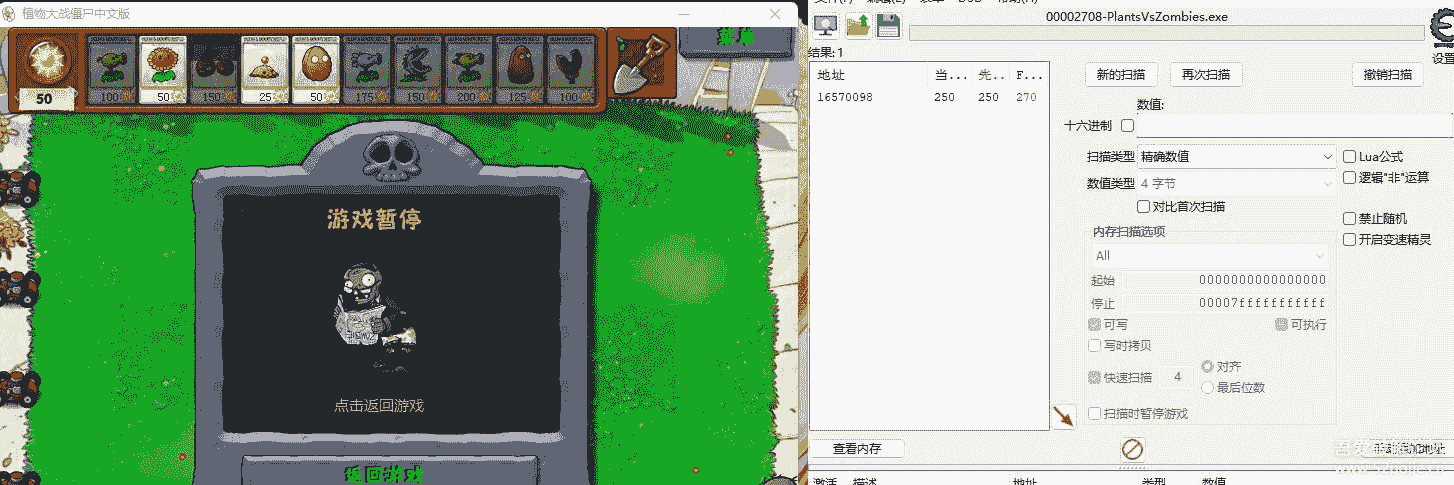 植物大战僵尸中文版
菜单
50
100 50 150 25 50 175 150 200 125 100
游戏暂停
点击返回游戏
返回游戏
00002708-PlantsVsZombies.exe
设置
结果: 1
地址 当... 先... F...
16570098 250 250 270
新的扫描 再次扫描 撤销扫描
数值:
十六进制
扫描类型 精确数值
Lua公式
数值类型 4 字节
逻辑"非"运算
对比首次扫描
禁止随机
内存扫描选项
开启变速精灵
All
起始 0000000000000000
停止 00007fffffffffff
可写 可执行
写时拷贝
快速扫描 4 对齐
最后位数
扫描时暂停游戏
查看内存
激活 描述 地址 类型 数值